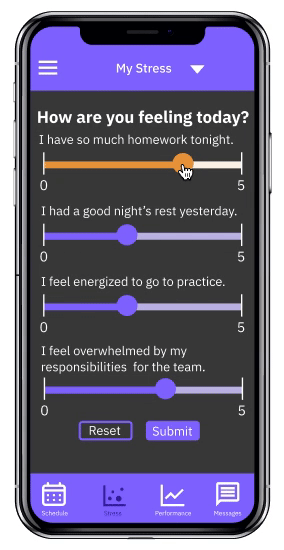 My Stress
How are you feeling today?
I have so much homework tonight.
0 5
I had a good night's rest yesterday.
0 5
I feel energized to go to practice.
0 5
I feel overwhelmed by my
responsibilities for the team.
0 5
Reset Submit
Schedule Stress Performance Messages